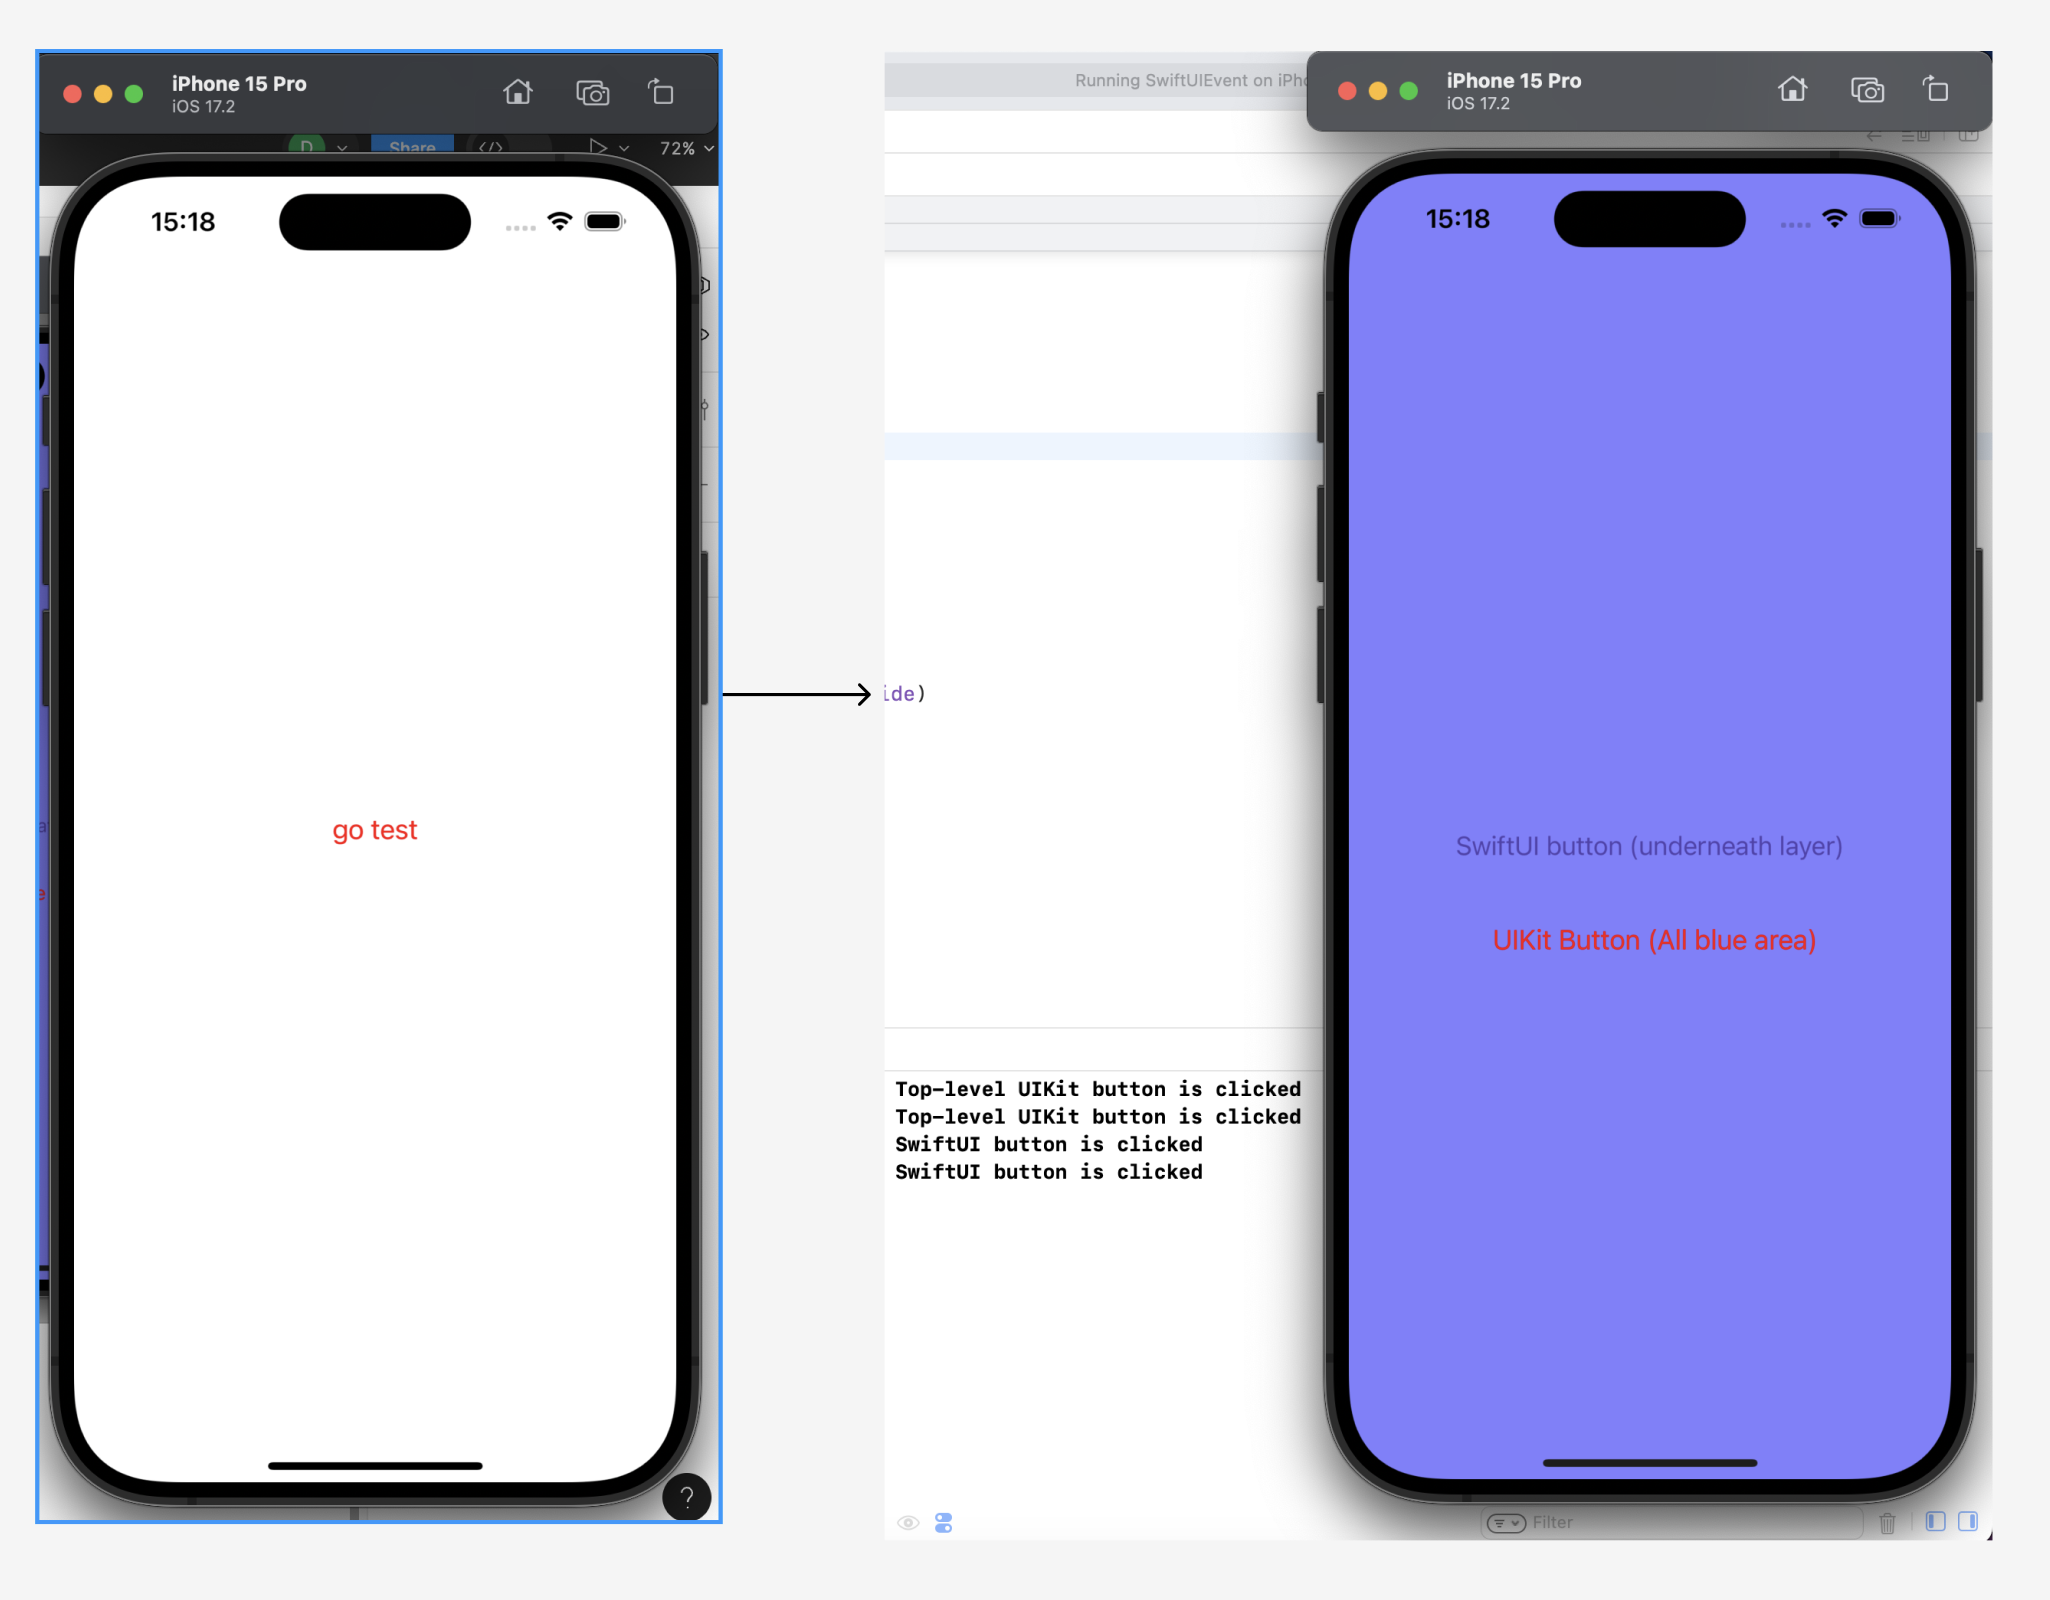 iPhone 15 Pro
iOS 17.2
D
Share
</>
72%
15:18
go test
?
Running SwiftUIEvent on iPh
iPhone 15 Pro
iOS 17.2
15:18
ide)
SwiftUI button (underneath layer)
UIKit Button (All blue area)
Top-level UIKit button is clicked
Top-level UIKit button is clicked
SwiftUI button is clicked
SwiftUI button is clicked
Filter